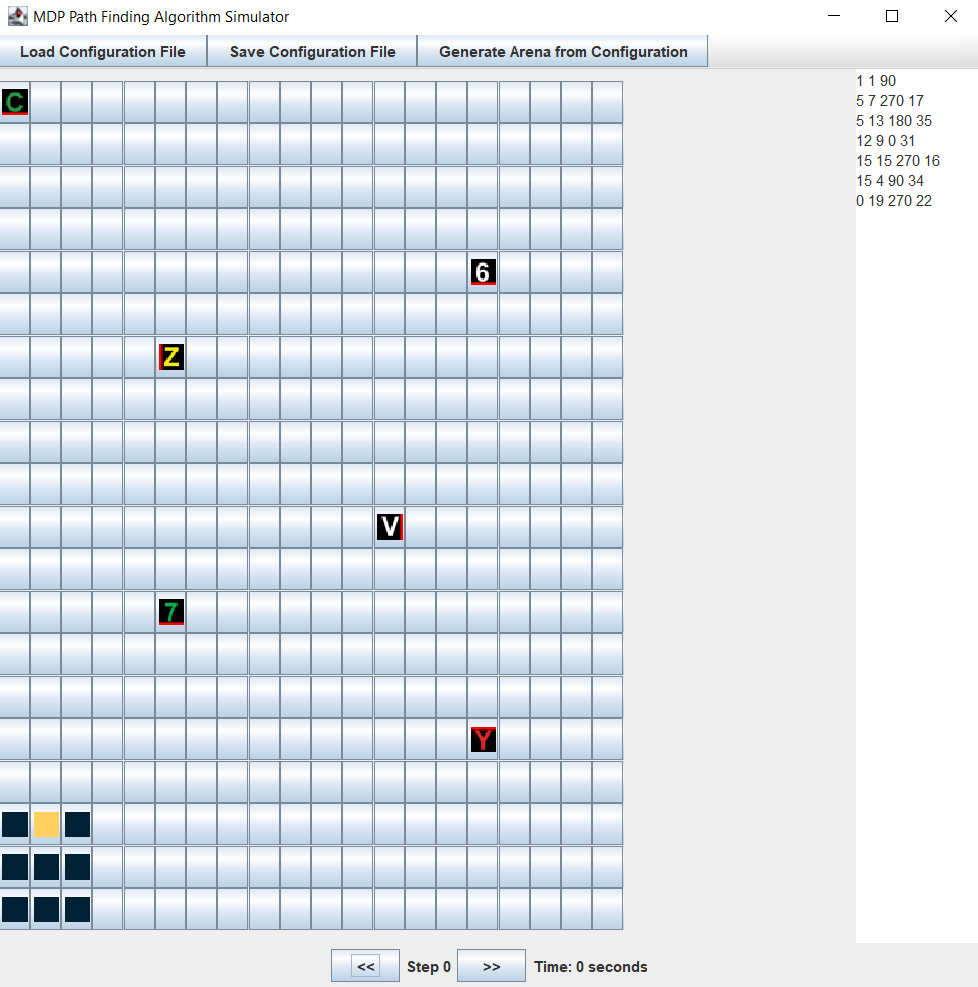 MDP Path Finding Algorithm Simulator
Load Configuration File Save Configuration File Generate Arena from Configuration
1 1 90
5 7 270 17
5 13 180 35
12 9 0 31
15 15 270 16
15 4 90 34
0 19 270 22
C
6
Z
V
7
Y
<< Step 0 >> Time: 0 seconds